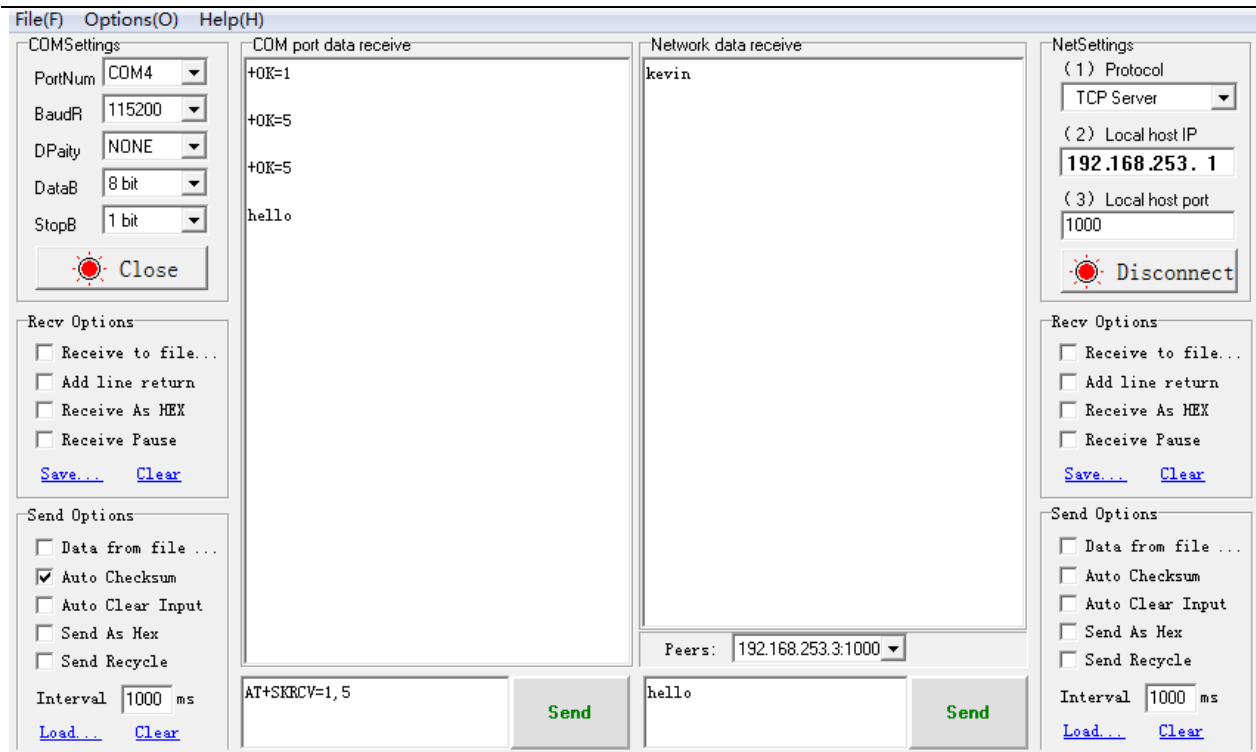 File(F) Options(O) Help(H)
COMSettings
PortNum COM4
BaudR 115200
DPaity NONE
DataB 8 bit
StopB 1 bit
Close
Recv Options
Receive to file...
Add line return
Receive As HEX
Receive Pause
Save... Clear
Send Options
Data from file ...
Auto Checksum
Auto Clear Input
Send As Hex
Send Recycle
Interval 1000 ms
Load... Clear
COM port data receive
+OK=1
+OK=5
+OK=5
hello
AT+SKRCV=1,5
Send
Network data receive
kevin
Peers: 192.168.253.3:1000
hello
Send
NetSettings
(1) Protocol
TCP Server
(2) Local host IP
192.168.253. 1
(3) Local host port
1000
Disconnect
Recv Options
Receive to file...
Add line return
Receive As HEX
Receive Pause
Save... Clear
Send Options
Data from file ...
Auto Checksum
Auto Clear Input
Send As Hex
Send Recycle
Interval 1000 ms
Load... Clear